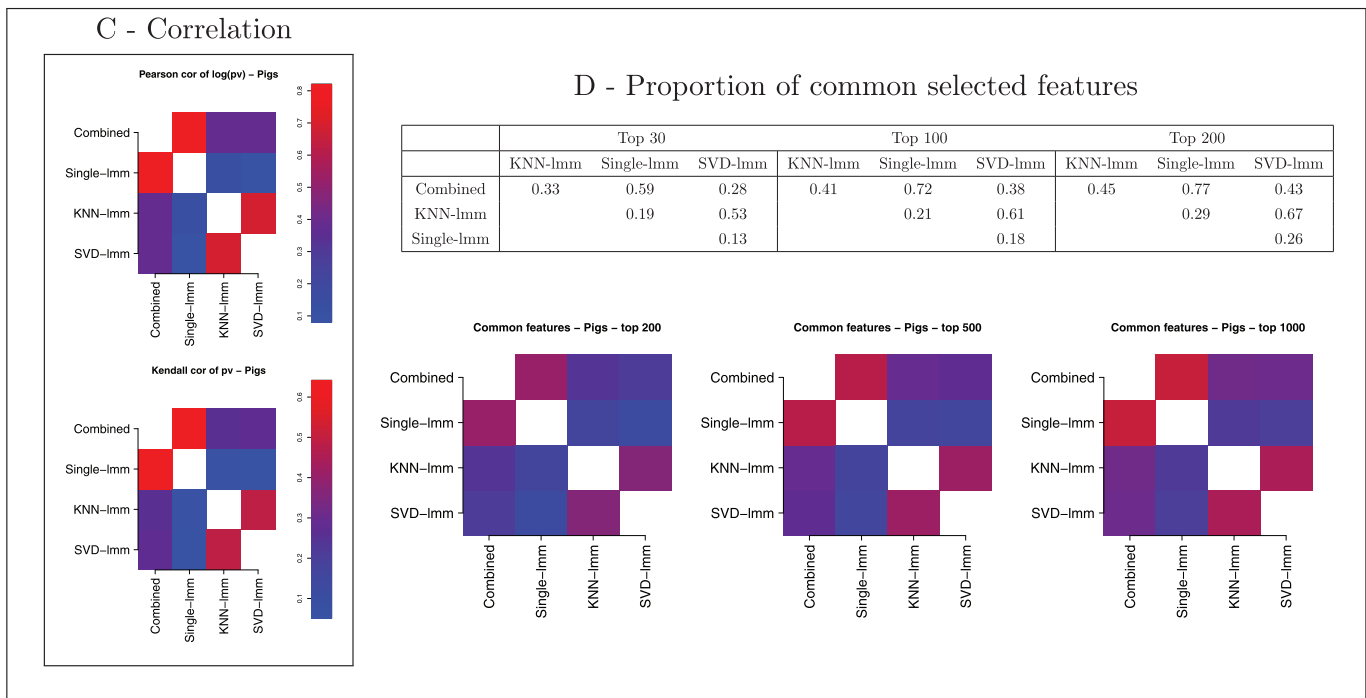 C - Correlation
Pearson cor of log(pv) – Pigs
Combined
Single–lmm
KNN–lmm
SVD–lmm
Combined
Single–lmm
KNN–lmm
SVD–lmm
0.1
0.2
0.3
0.4
0.5
0.6
0.7
0.8
Kendall cor of pv – Pigs
Combined
Single–lmm
KNN–lmm
SVD–lmm
Combined
Single–lmm
KNN–lmm
SVD–lmm
0.1
0.2
0.3
0.4
0.5
0.6
D - Proportion of common selected features
Top 30 Top 100 Top 200
KNN-lmm Single-lmm SVD-lmm KNN-lmm Single-lmm SVD-lmm KNN-lmm Single-lmm SVD-lmm
Combined 0.33 0.59 0.28 0.41 0.72 0.38 0.45 0.77 0.43
KNN-lmm 0.19 0.53 0.21 0.61 0.29 0.67
Single-lmm 0.13 0.18 0.26
Common features – Pigs – top 200
Combined
Single–lmm
KNN–lmm
SVD–lmm
Combined
Single–lmm
KNN–lmm
SVD–lmm
Common features – Pigs – top 500
Combined
Single–lmm
KNN–lmm
SVD–lmm
Combined
Single–lmm
KNN–lmm
SVD–lmm
Common features – Pigs – top 1000
Combined
Single–lmm
KNN–lmm
SVD–lmm
Combined
Single–lmm
KNN–lmm
SVD–lmm